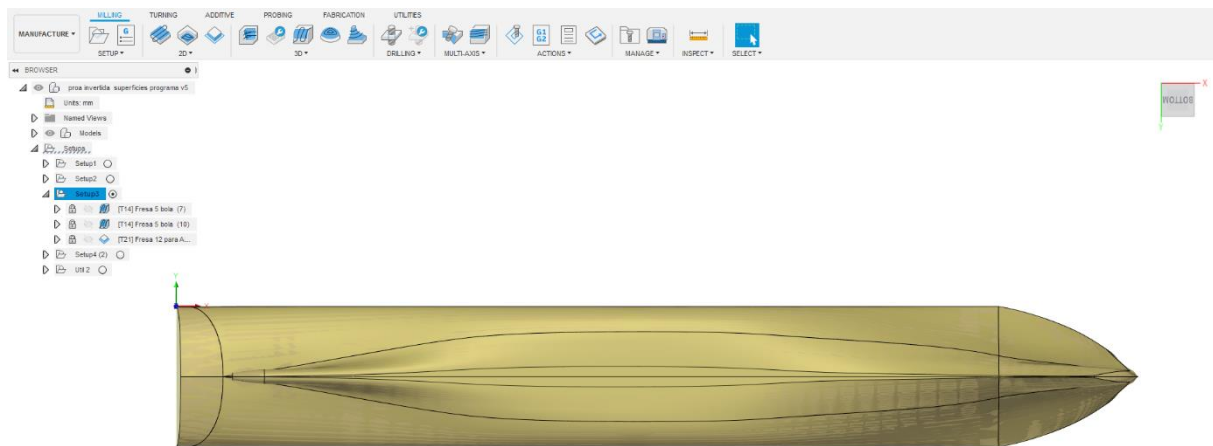 MILLING TURNING ADDITIVE PROBING FABRICATION UTILITIES
MANUFACTURE
G G1 G2
SETUP 2D 3D DRILLING MULTI-AXIS ACTIONS MANAGE INSPECT SELECT
BROWSER
proa invertida superficies programa v5
Units: mm
Named Views
Models
Setups
Setup1
Setup2
Setup3
[T14] Fresa 5 bola (7)
[T14] Fresa 5 bola (10)
[T21] Fresa 12 para A...
Setup4 (2)
Util 2
X
BOTTOM
Y
Y
X